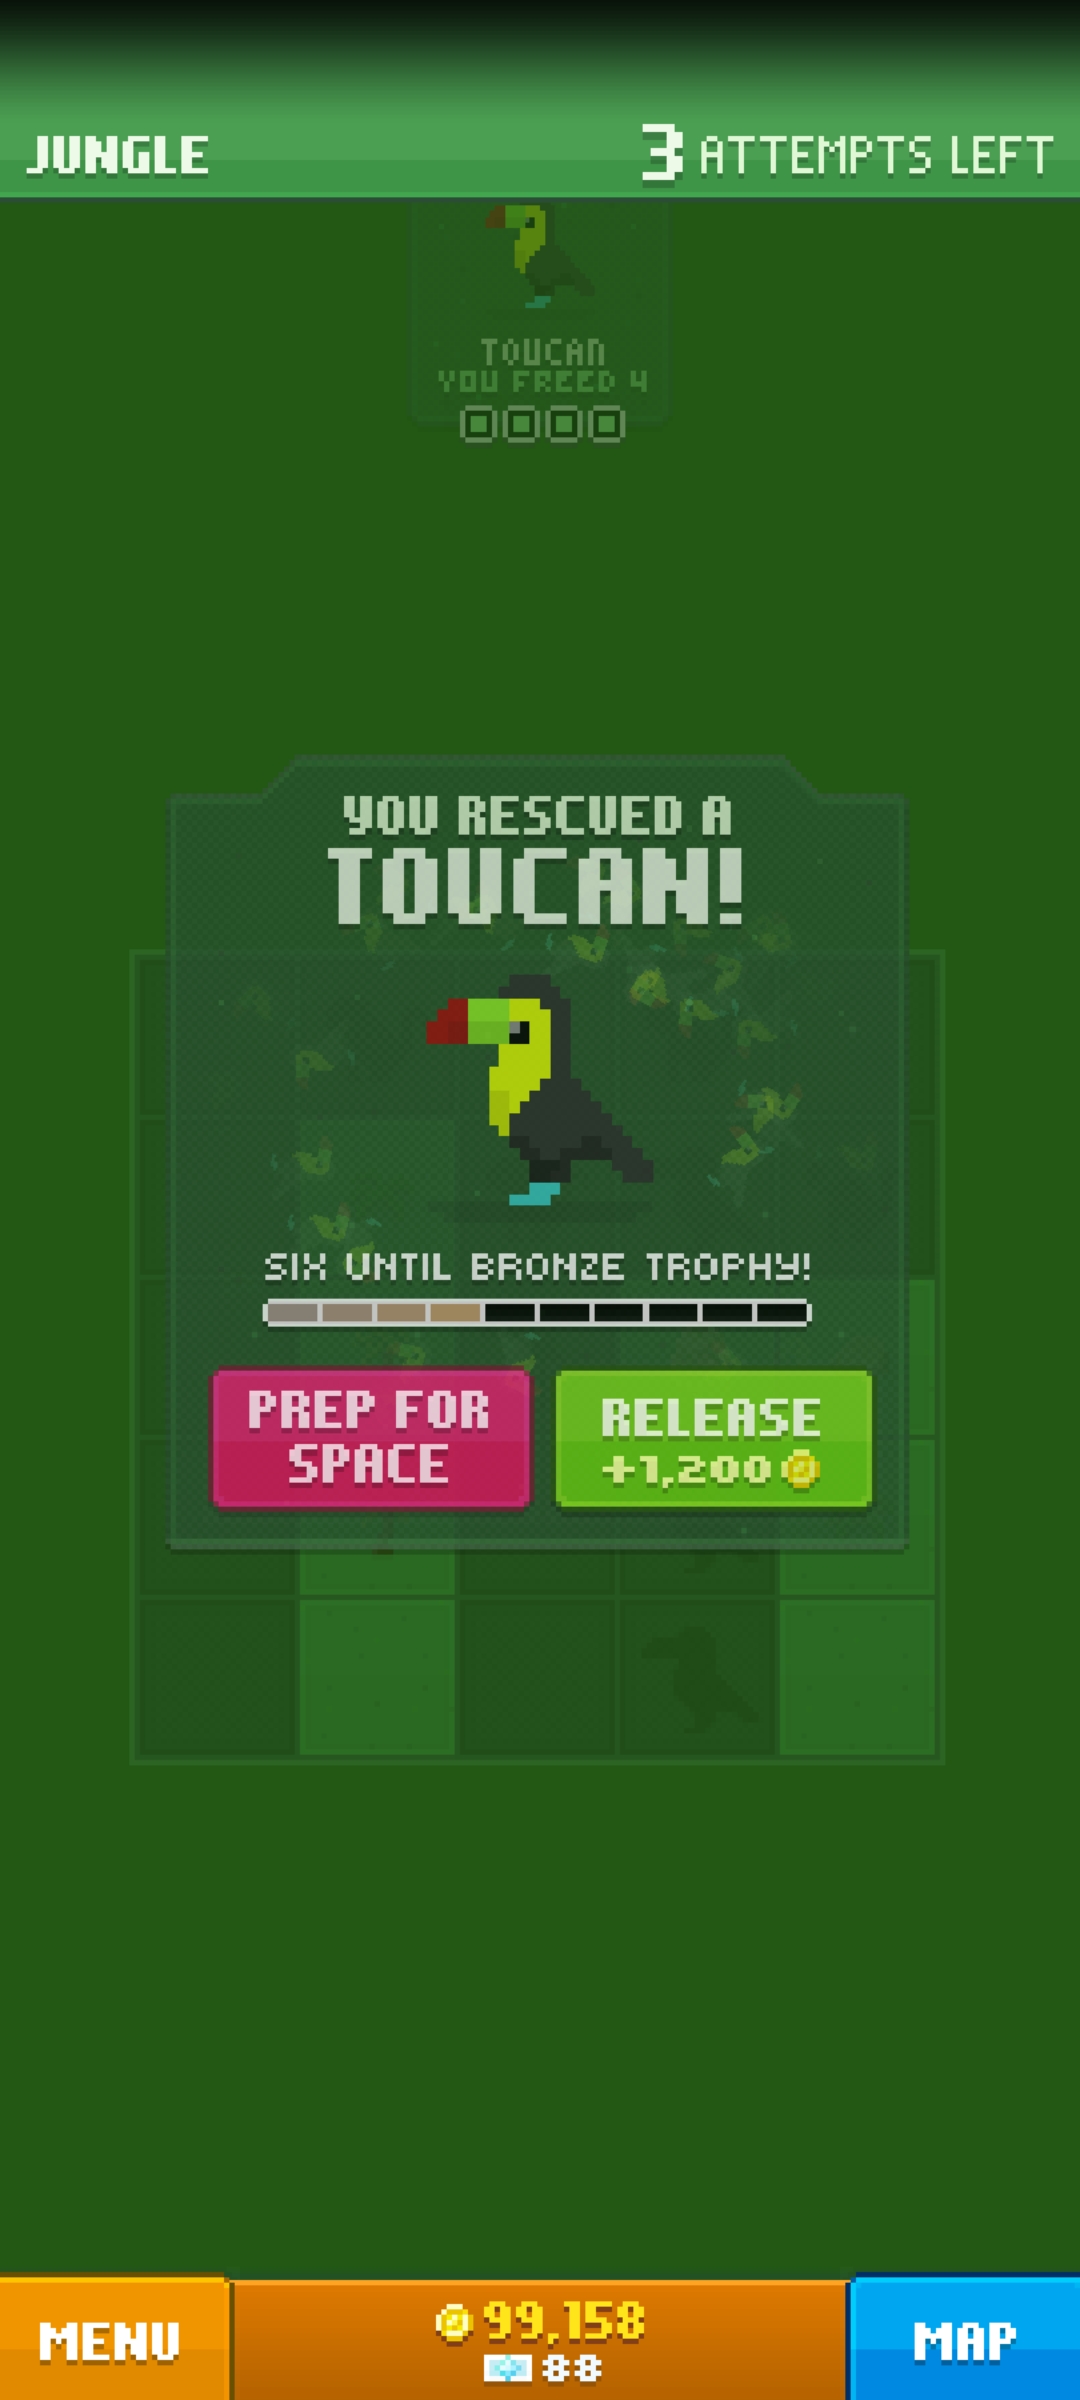 JUNGLE
3 ATTEMPTS LEFT
TOUCAN
YOU FREED 4
YOU RESCUED A
TOUCAN!
SIX UNTIL BRONZE TROPHY!
PREP FOR
SPACE
RELEASE
+1,200
MENU
99,158
88
MAP